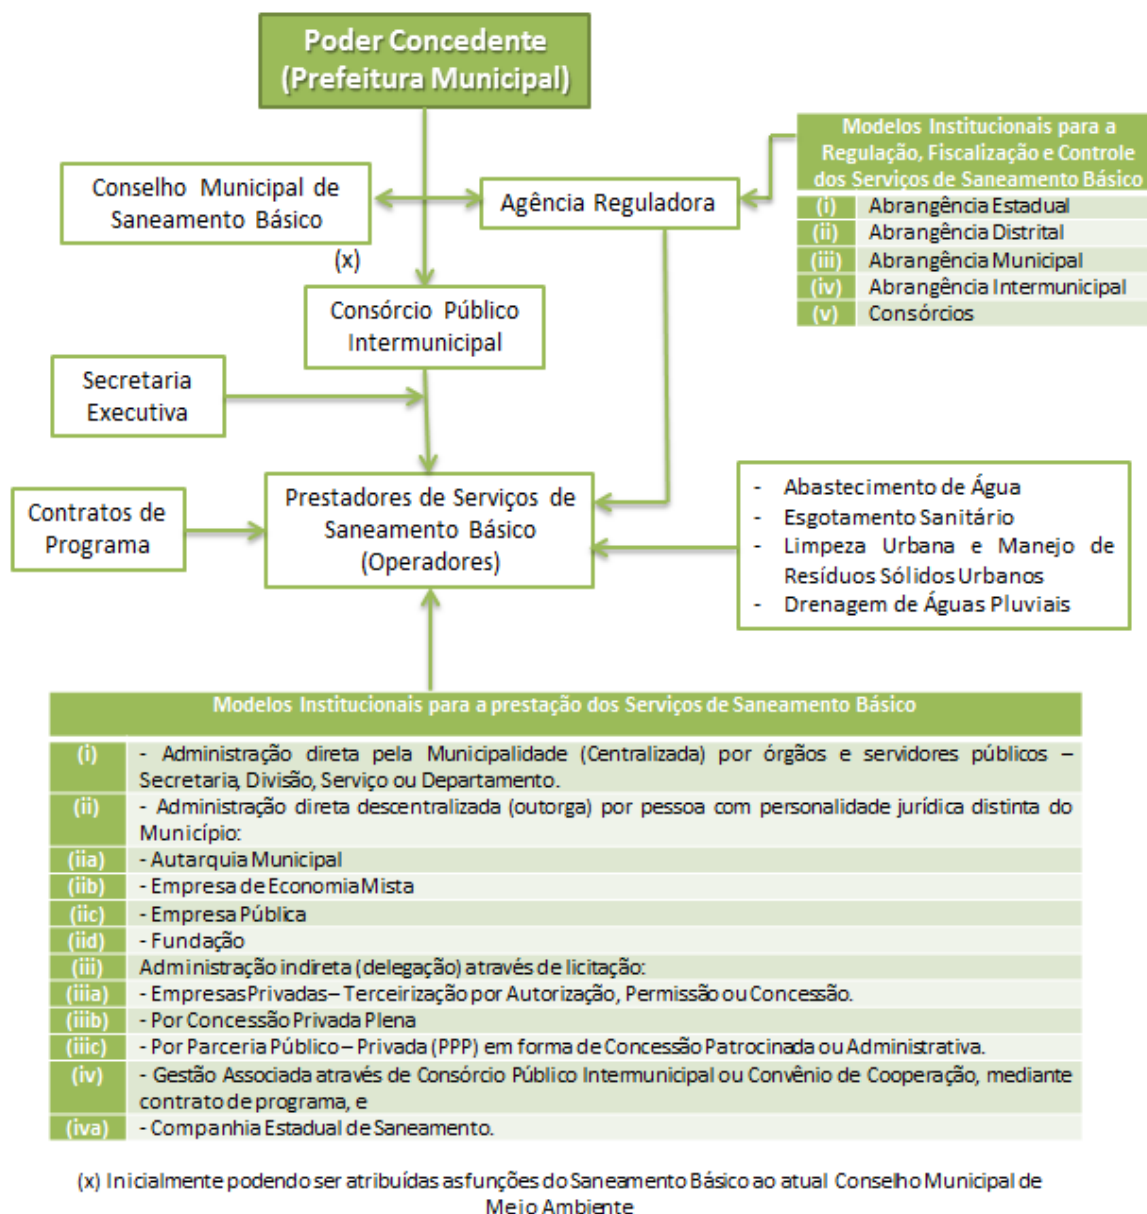 Poder Concedente
(Prefeitura Municipal)
Modelos Institucionais para a
Regulação, Fiscalização e Controle
dos Serviços de Saneamento Básico
(i) Abrangência Estadual
(ii) Abrangência Distrital
(iii) Abrangência Municipal
(iv) Abrangência Intermunicipal
(v) Consórcios
Conselho Municipal de
Saneamento Básico
(x)
Agência Reguladora
Consórcio Público
Intermunicipal
Secretaria
Executiva
Contratos de
Programa
Prestadores de Serviços de
Saneamento Básico
(Operadores)
- Abastecimento de Água
- Esgotamento Sanitário
- Limpeza Urbana e Manejo de
Resíduos Sólidos Urbanos
- Drenagem de Águas Pluviais
Modelos Institucionais para a prestação dos Serviços de Saneamento Básico
(i) - Administração direta pela Municipalidade (Centralizada) por órgãos e servidores públicos –
Secretaria, Divisão, Serviço ou Departamento.
(ii) - Administração direta descentralizada (outorga) por pessoa com personalidade jurídica distinta do
Município:
(iia) - Autarquia Municipal
(iib) - Empresa de Economia Mista
(iic) - Empresa Pública
(iid) - Fundação
(iii) Administração indireta (delegação) através de licitação:
(iiia) - Empresas Privadas – Terceirização por Autorização, Permissão ou Concessão.
(iiib) - Por Concessão Privada Plena
(iiic) - Por Parceria Público – Privada (PPP) em forma de Concessão Patrocinada ou Administrativa.
(iv) - Gestão Associada através de Consórcio Público Intermunicipal ou Convênio de Cooperação, mediante
contrato de programa, e
(iva) - Companhia Estadual de Saneamento.
(x) Inicialmente podendo ser atribuídas as funções do Saneamento Básico ao atual Conselho Municipal de
Meio Ambiente